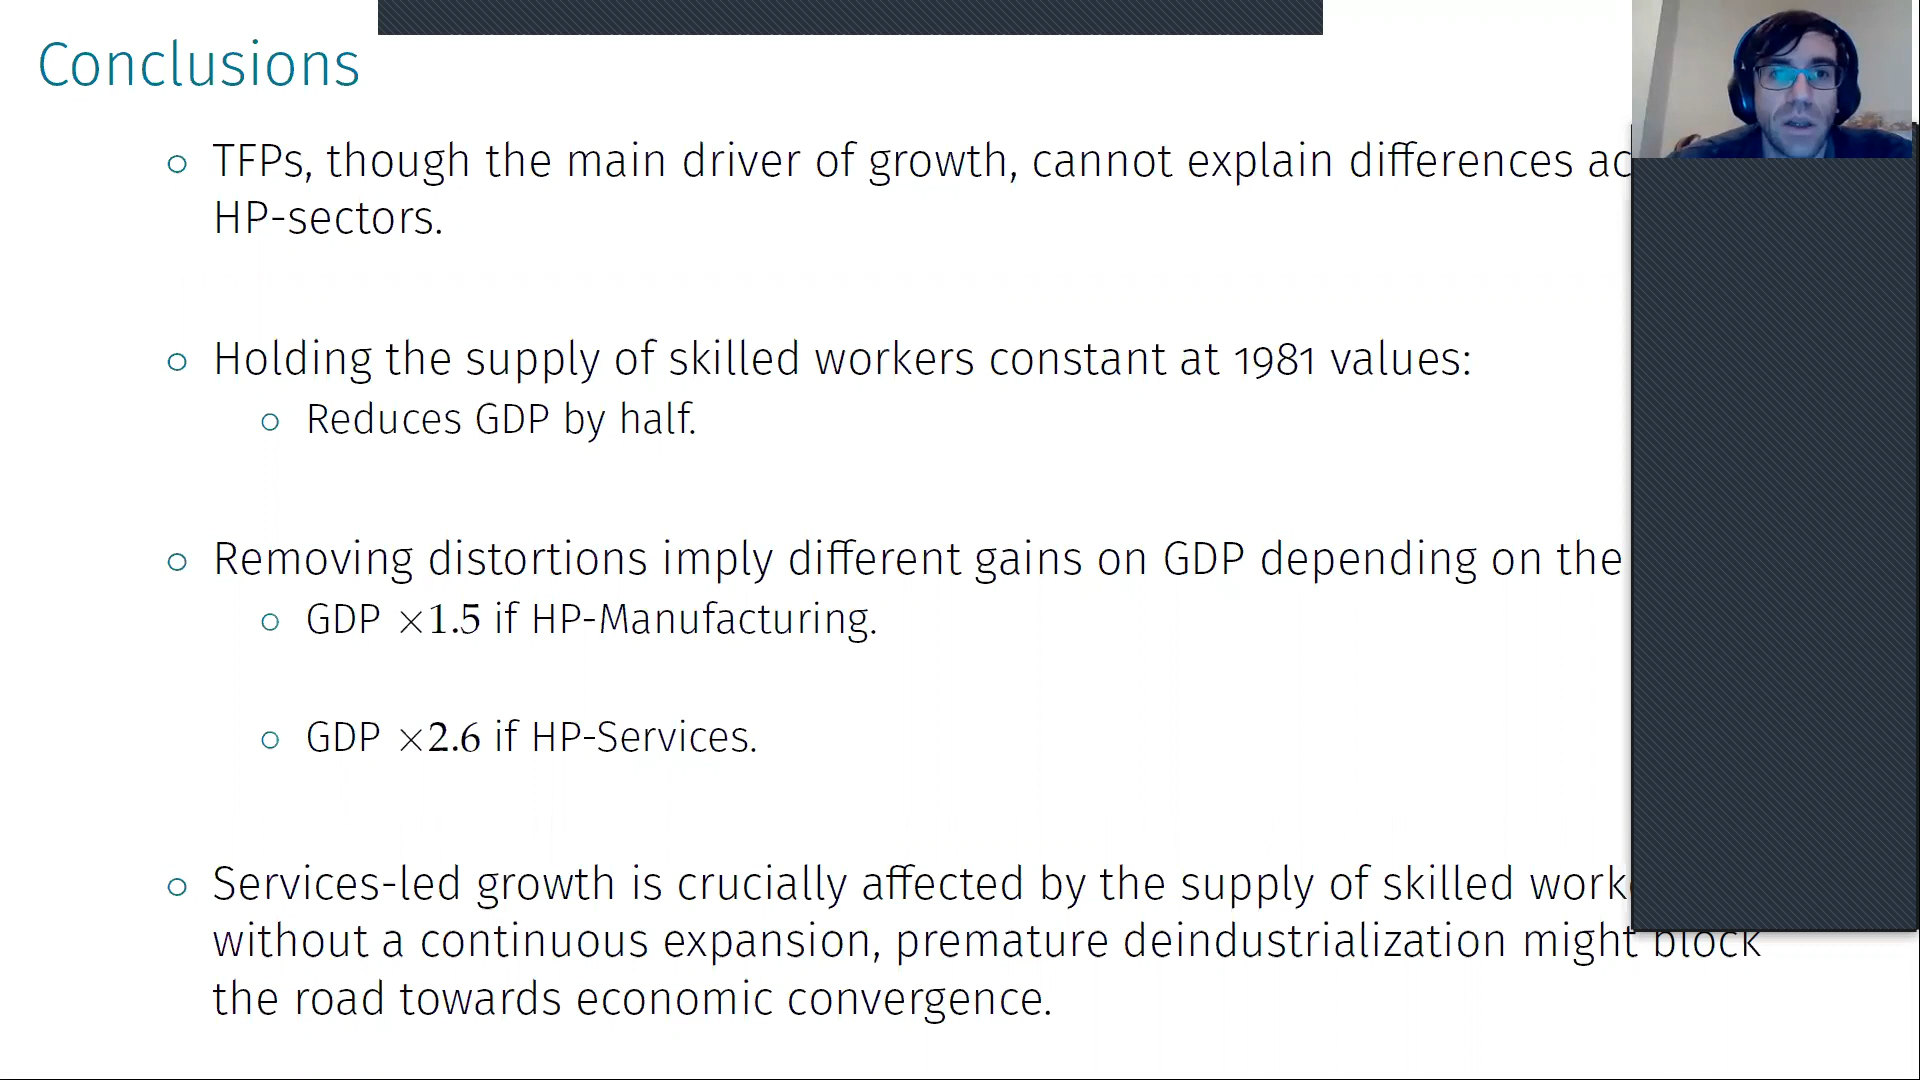 Conclusions
TFPs, though the main driver of growth, cannot explain differences
HP-sectors.
Holding the supply of skilled workers constant at 1981 values:
Reduces GDP by half.
Removing distortions imply different gains on GDP depending on the
GDP ×1.5 if HP-Manufacturing.
GDP ×2.6 if HP-Services.
Services-led growth is crucially affected by the supply of skilled
without a continuous expansion, premature deindustrialization might block
the road towards economic convergence.